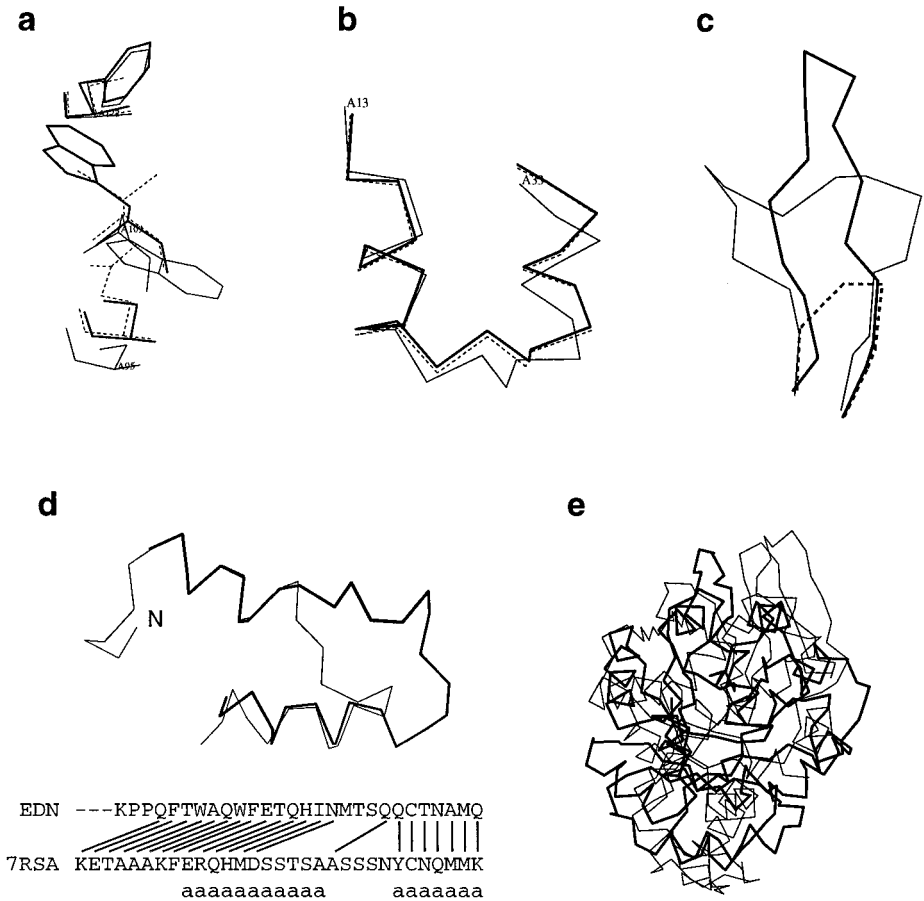 a
b
c
A13
A33
A95
d
e
N
EDN ---KPPQFTWAQWFETQHINMTSQQCTNAMQ
7RSA KETAAAKFERQHMDSSTSAASSSNYCNQMMK
aaaaaaaaaaa aaaaaaa